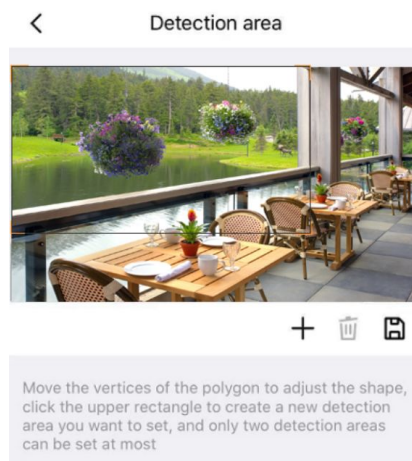 Detection area
Move the vertices of the polygon to adjust the shape,
click the upper rectangle to create a new detection
area you want to set, and only two detection areas
can be set at most